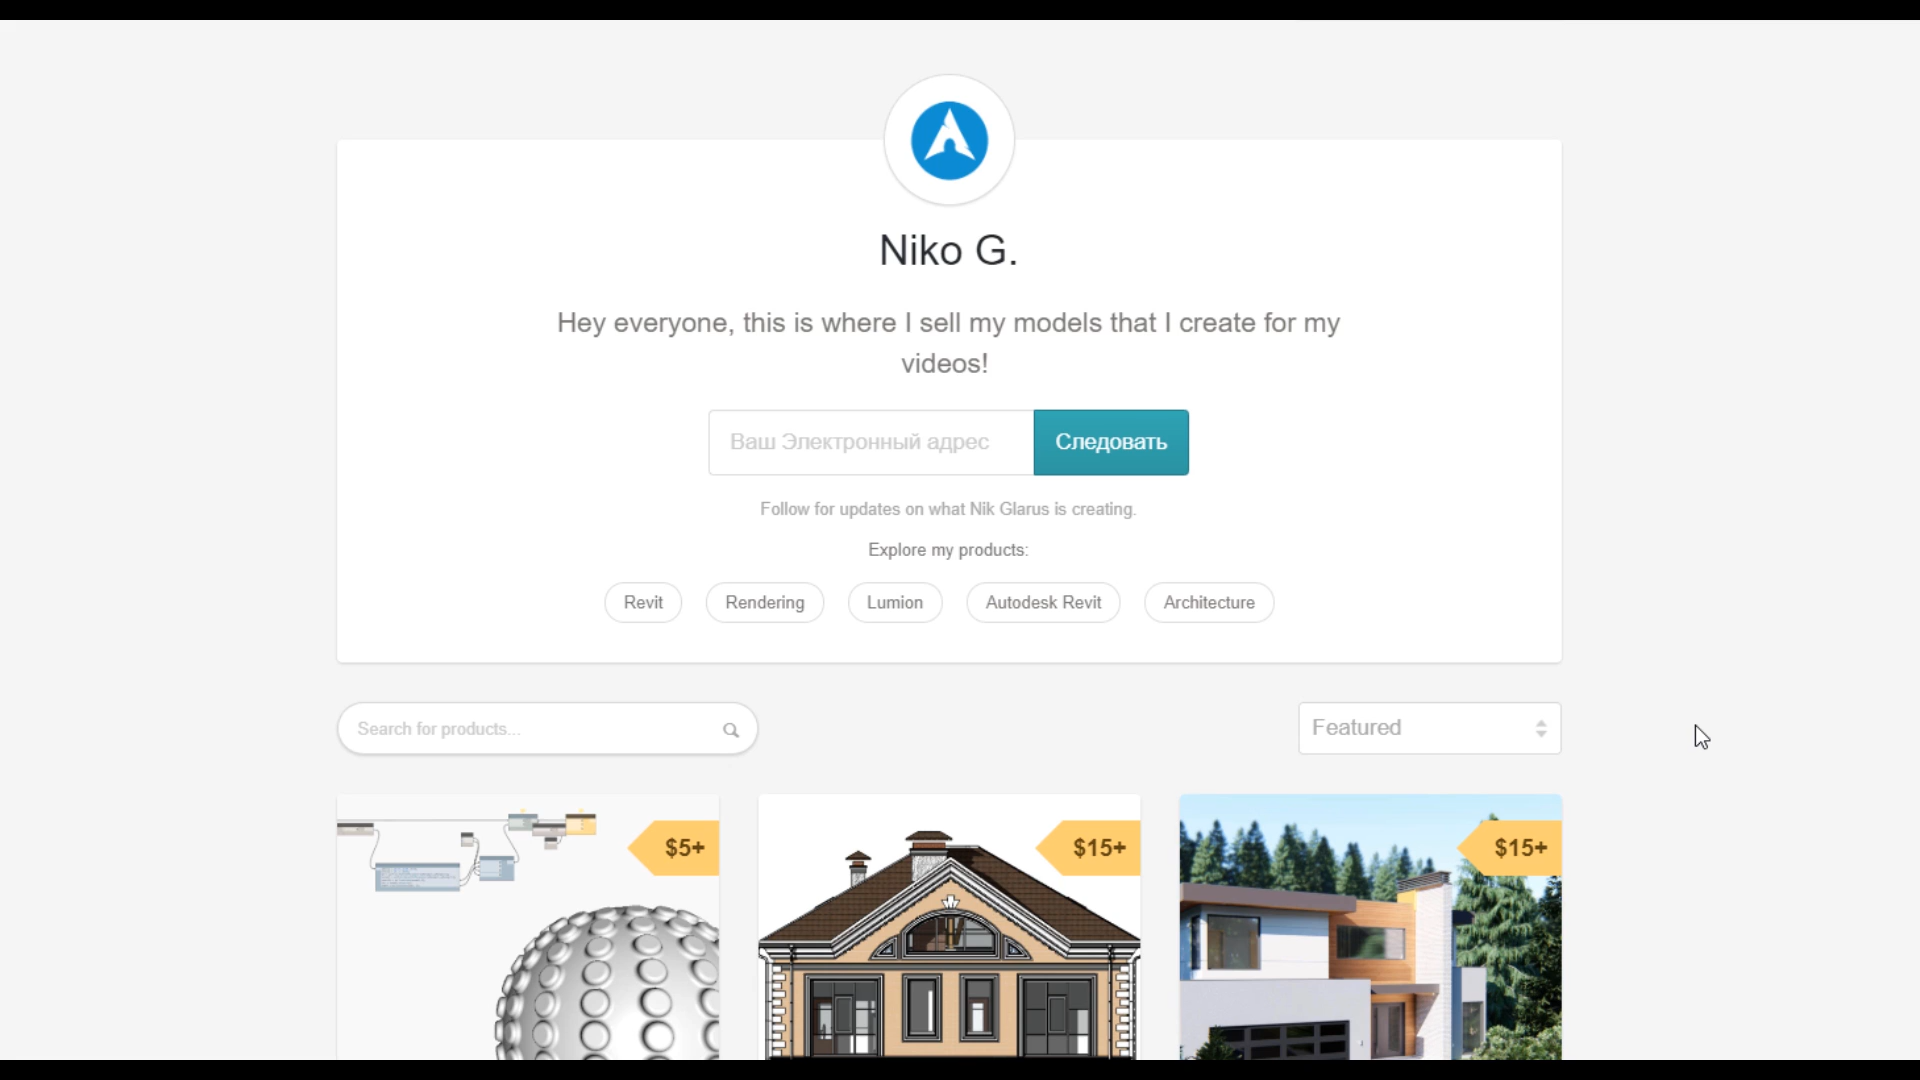 Niko G.
Hey everyone, this is where I sell my models that I create for my
videos!
Ваш Электронный адрес
Следовать
Follow for updates on what Nik Glarus is creating.
Explore my products:
Revit
Rendering
Lumion
Autodesk Revit
Architecture
Search for products...
Featured
$5+
$15+
$15+